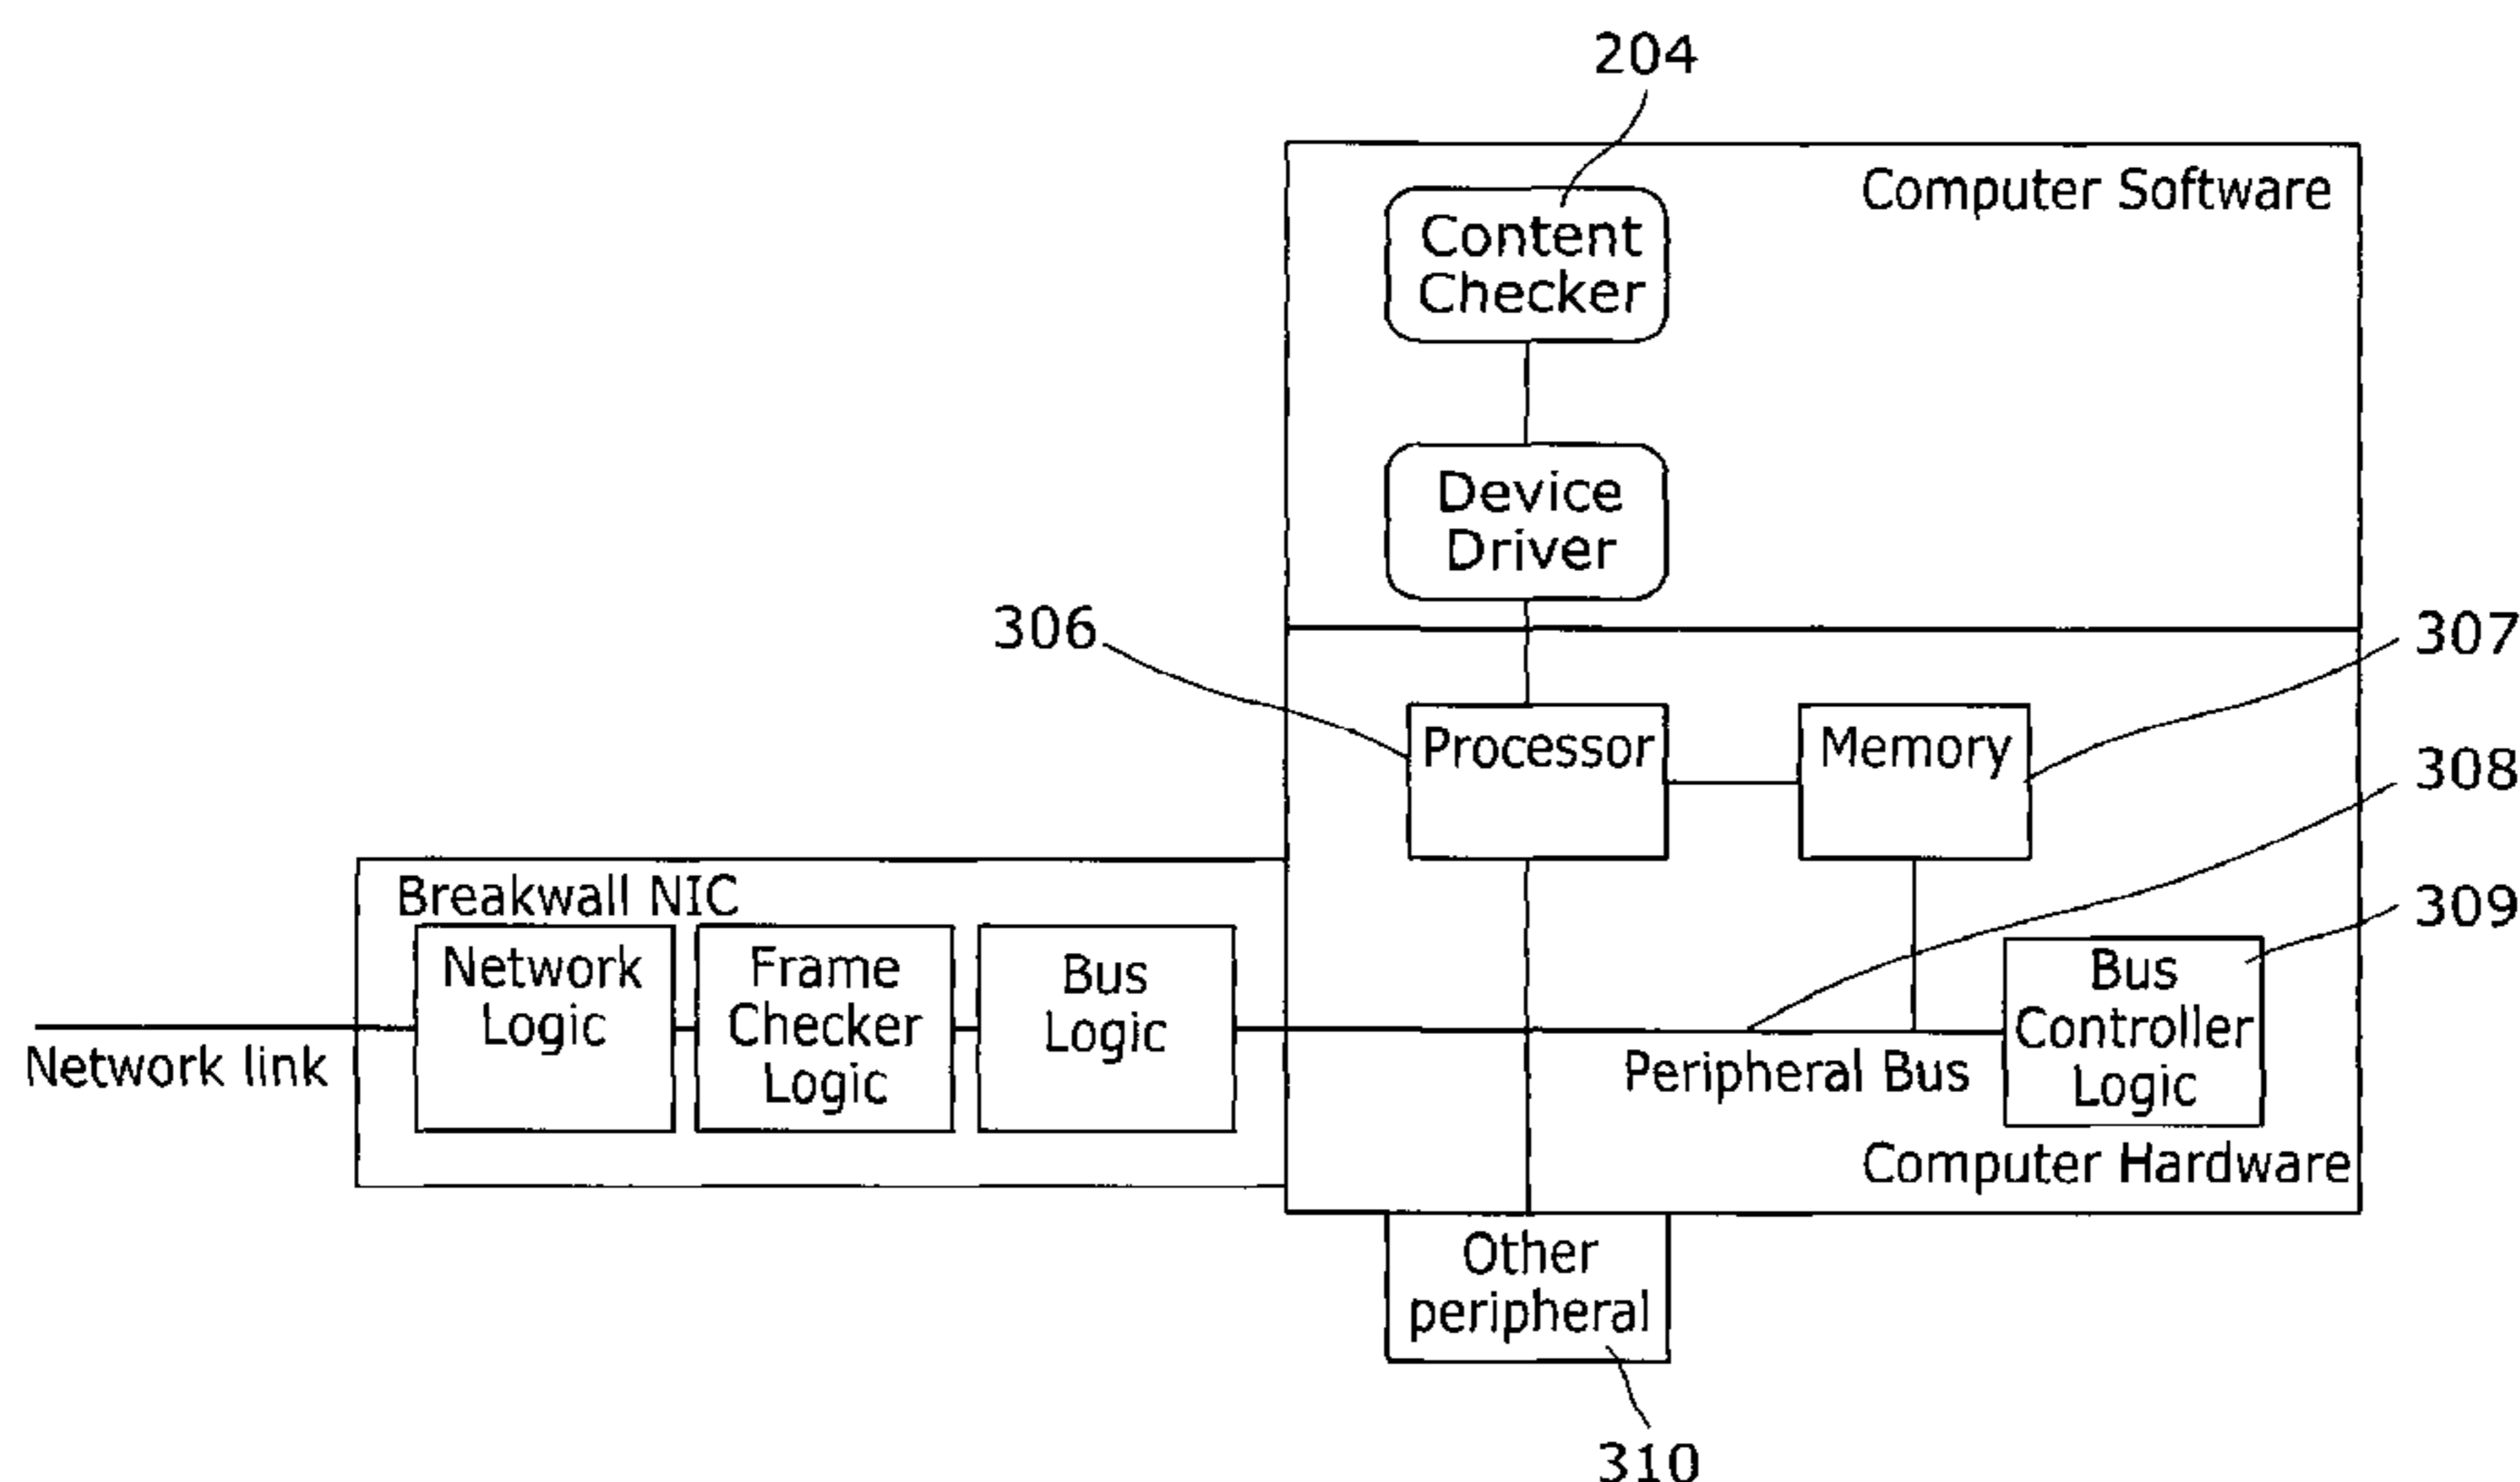 204
Computer Software
Content
Checker
Device
Driver
306
307
Processor
Memory
308
309
Breakwall NIC
Network
Logic
Frame
Checker
Logic
Bus
Logic
Bus
Controller
Logic
Network link
Peripheral Bus
Computer Hardware
Other
peripheral
310